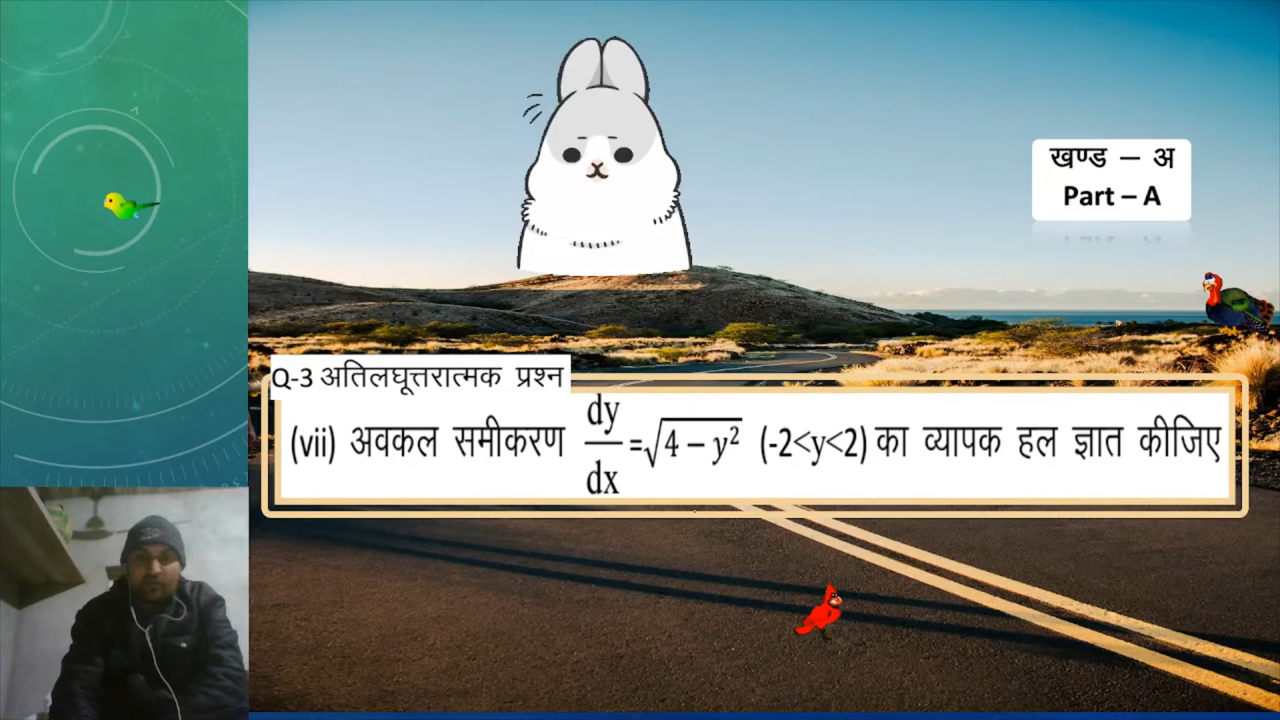 खण्ड – अ
Part – A
Q-3 अतिलघूत्तरात्मक प्रश्न
(vii) अवकल समीकरण dy/dx=√4 − y² (-2<y<2) का व्यापक हल ज्ञात कीजिए